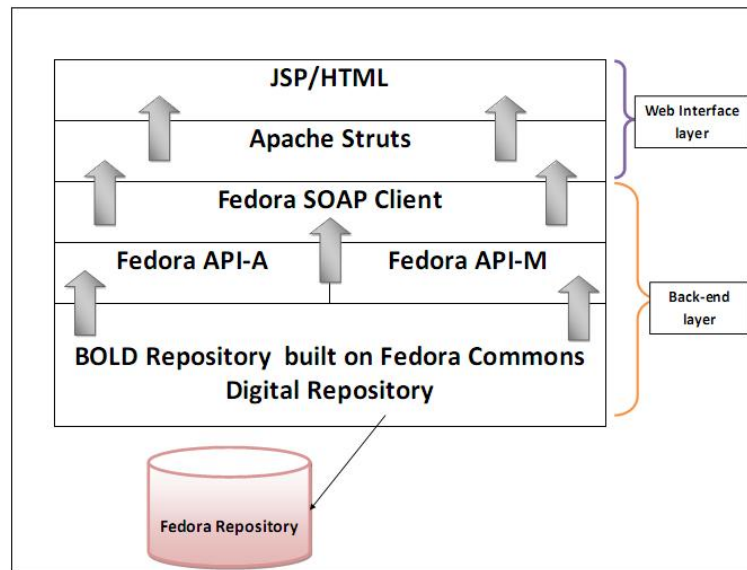 JSP/HTML
Apache Struts
Web Interface
layer
Fedora SOAP Client
Fedora API-A
Fedora API-M
Back-end
layer
BOLD Repository built on Fedora Commons
Digital Repository
Fedora Repository